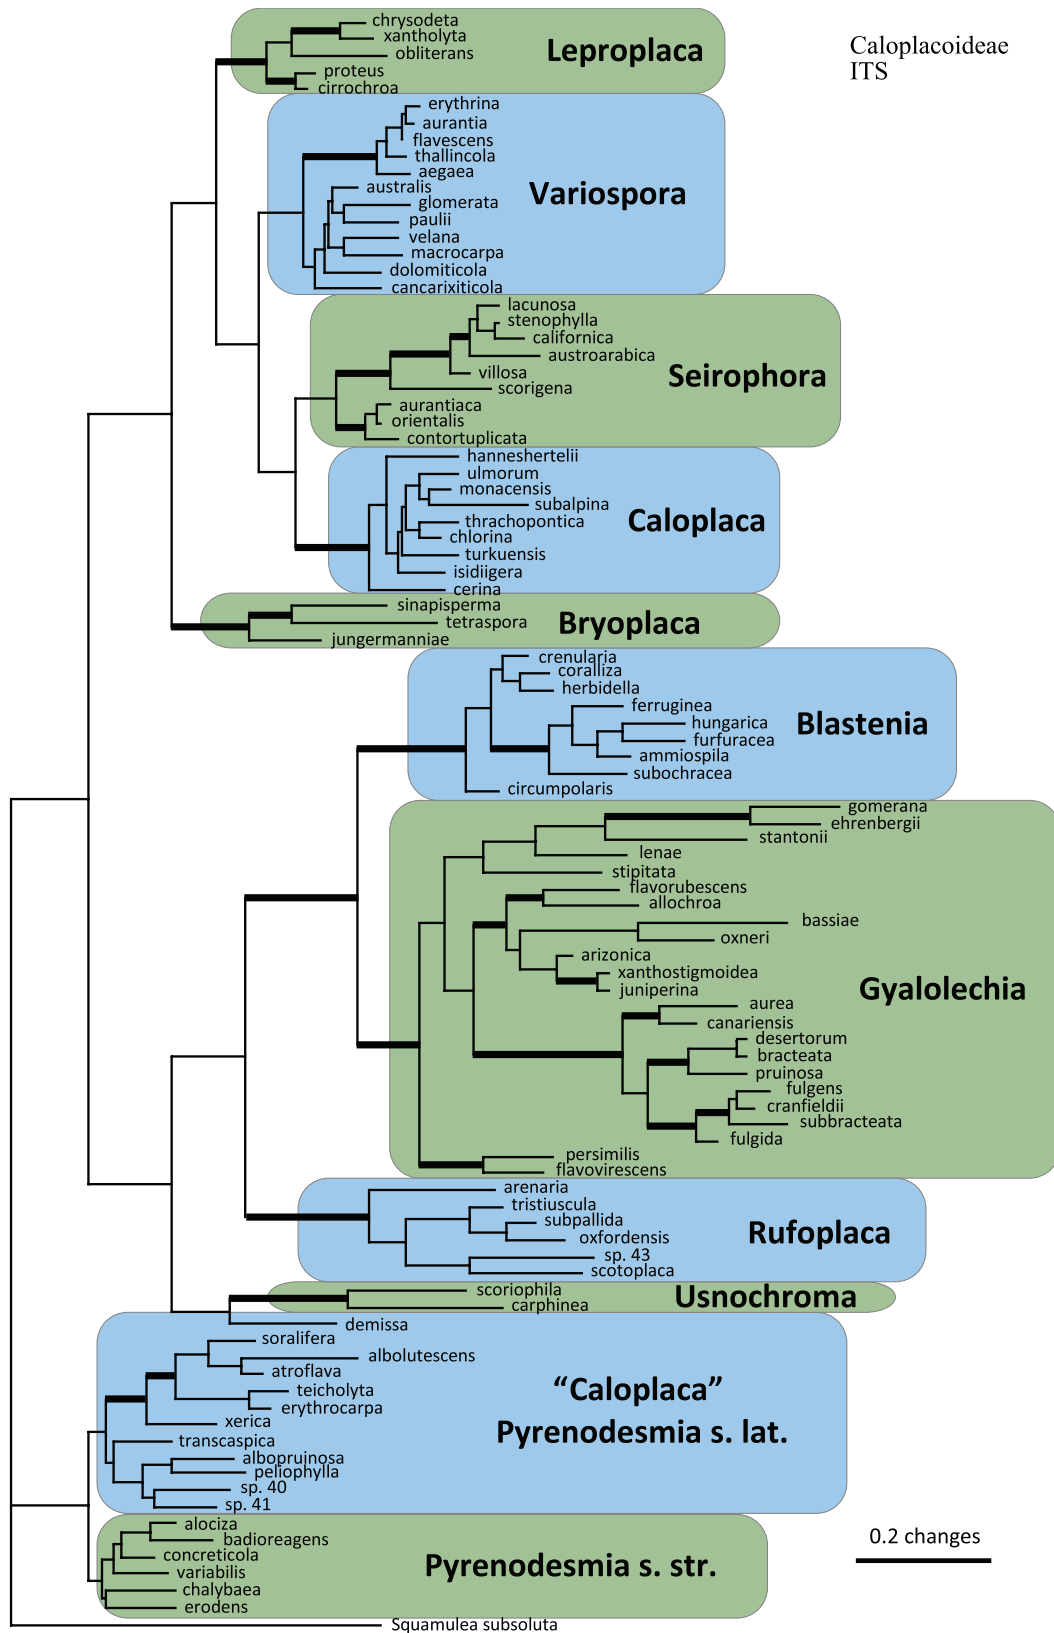 Caloplacoideae
ITS
chrysodeta
xantholyta
obliterans
proteus
cirrochroa
Leproplaca
erythrina
aurantia
flavescens
thallincola
aegaea
australis
glomerata
paulii
velana
macrocarpa
dolomiticola
cancarixiticola
Variospora
lacunosa
stenophylla
californica
austroarabica
villosa
scorigena
aurantiaca
orientalis
contortuplicata
Seirophora
hanneshertelii
ulmorum
monacensis
subalpina
thrachopontica
chlorina
turkuensis
isidiigera
cerina
Caloplaca
sinapisperma
tetraspora
jungermanniae
Bryoplaca
crenularia
coralliza
herbidella
ferruginea
hungarica
furfuracea
ammiospila
subochracea
circumpolaris
Blastenia
gomerana
ehrenbergii
stantonii
lenae
stipitata
flavorubescens
allochroa
bassiae
oxneri
arizonica
xanthostigmoidea
juniperina
aurea
canariensis
desertorum
bracteata
pruinosa
fulgens
cranfieldii
subbracteata
fulgida
persimilis
flavovirescens
Gyalolechia
arenaria
tristiuscula
subpallida
oxfordensis
sp. 43
scotoplaca
Rufoplaca
scoriophila
carphinea
Usnochroma
demissa
soralifera
albolutescens
atroflava
teicholyta
erythrocarpa
xerica
transcaspica
albopruinosa
peliophylla
sp. 40
sp. 41
“Caloplaca”
Pyrenodesmia s. lat.
alociza
badioreagens
concreticola
variabilis
chalybaea
erodens
Pyrenodesmia s. str.
0.2 changes
Squamulea subsoluta